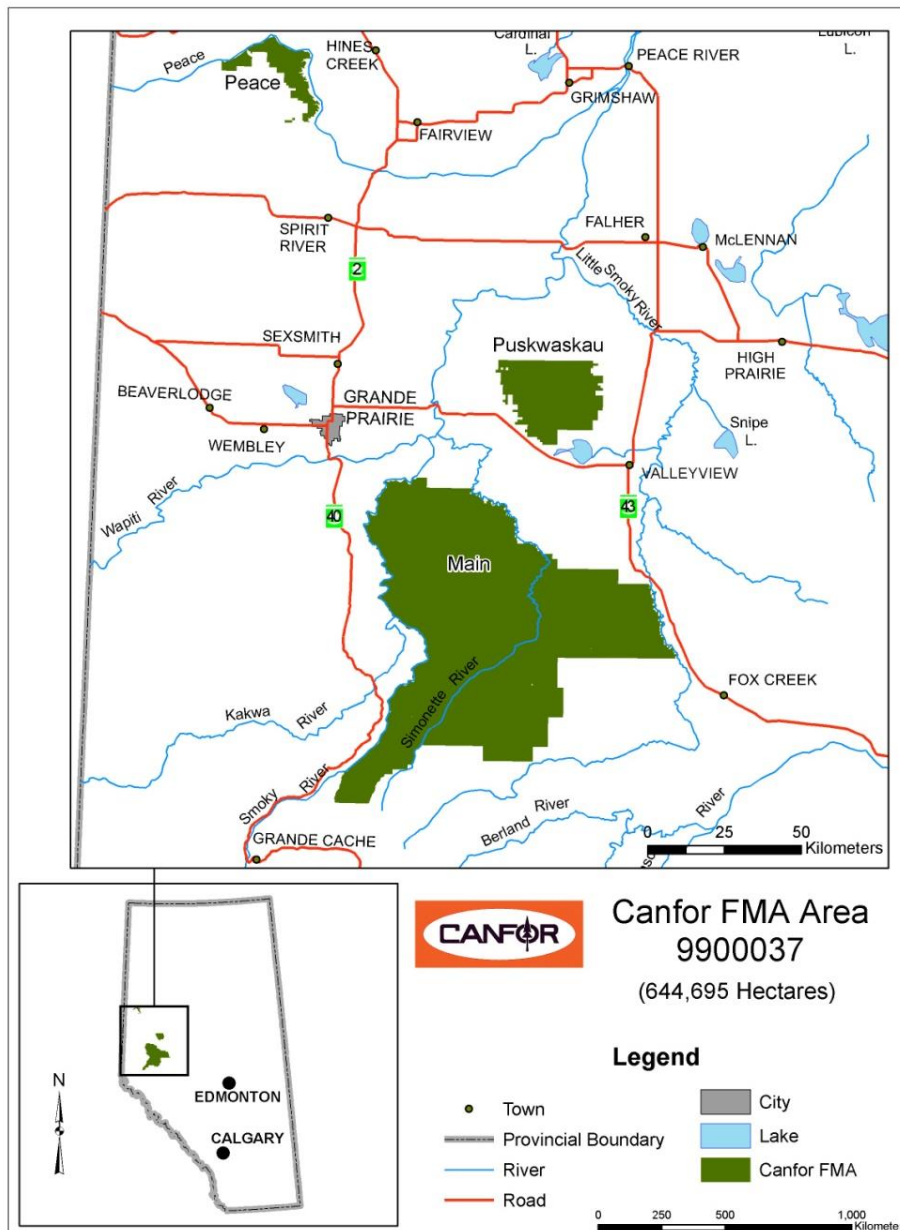 Cardinal
L.
Lubicon
L.
HINES
CREEK
PEACE RIVER
Peace
Peace
GRIMSHAW
FAIRVIEW
SPIRIT
RIVER
FALHER
McLENNAN
2
Little Smoky River
SEXSMITH
Puskwaskau
HIGH
PRAIRIE
BEAVERLODGE
GRANDE
PRAIRIE
WEMBLEY
Snipe
L.
VALLEYVIEW
Wapiti River
40
43
Main
FOX CREEK
Simonette River
Kakwa River
Smoky River
Berland River
River
0 25 50
Kilometers
GRANDE CACHE
CANFOR
Canfor FMA Area
9900037
(644,695 Hectares)
Legend
Town
Provincial Boundary
River
Road
City
Lake
Canfor FMA
N
EDMONTON
CALGARY
0 250 500 1,000
Kilomete